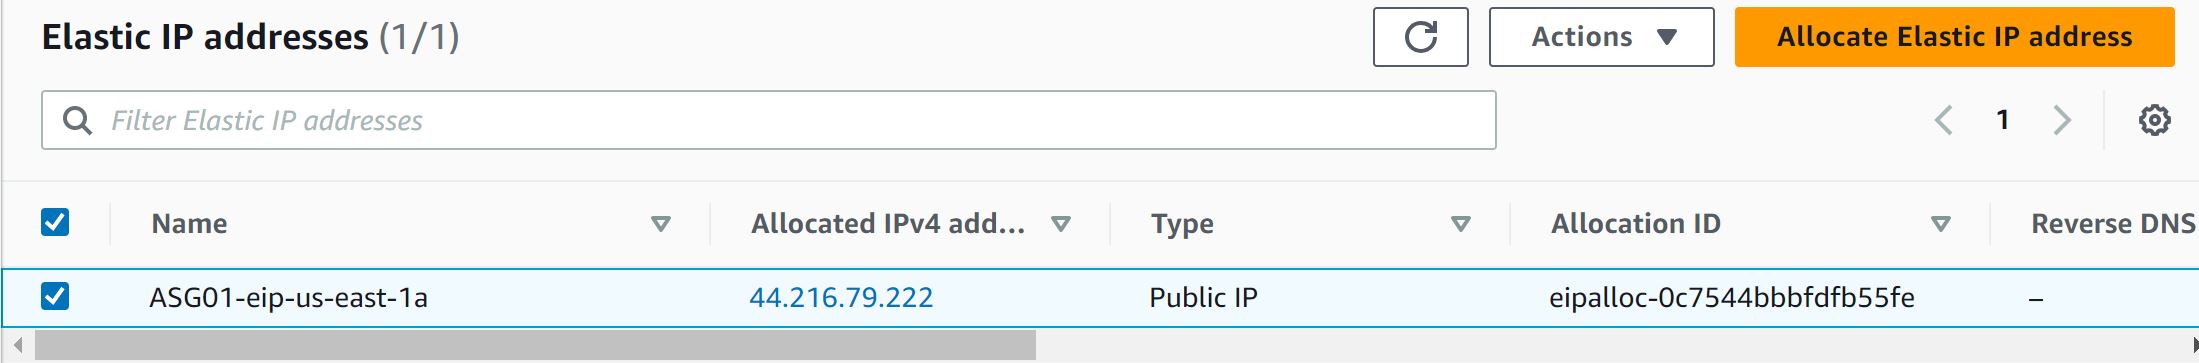 Elastic IP addresses (1/1)
Actions
Allocate Elastic IP address
Filter Elastic IP addresses
1
Name Allocated IPv4 add... Type Allocation ID Reverse DNS
ASG01-eip-us-east-1a 44.216.79.222 Public IP eipalloc-0c7544bbbfdfb55fe –